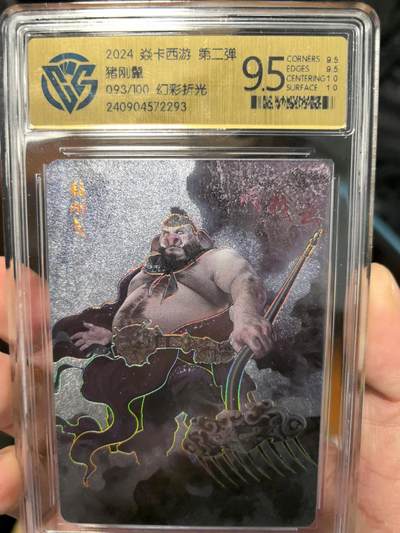 2024 焱卡西游 第二弹
猪刚鬣
093/100 幻彩折光
240904572293
9.5
CORNERS 9.5
EDGES 9.5
CENTERING 10
SURFACE 10